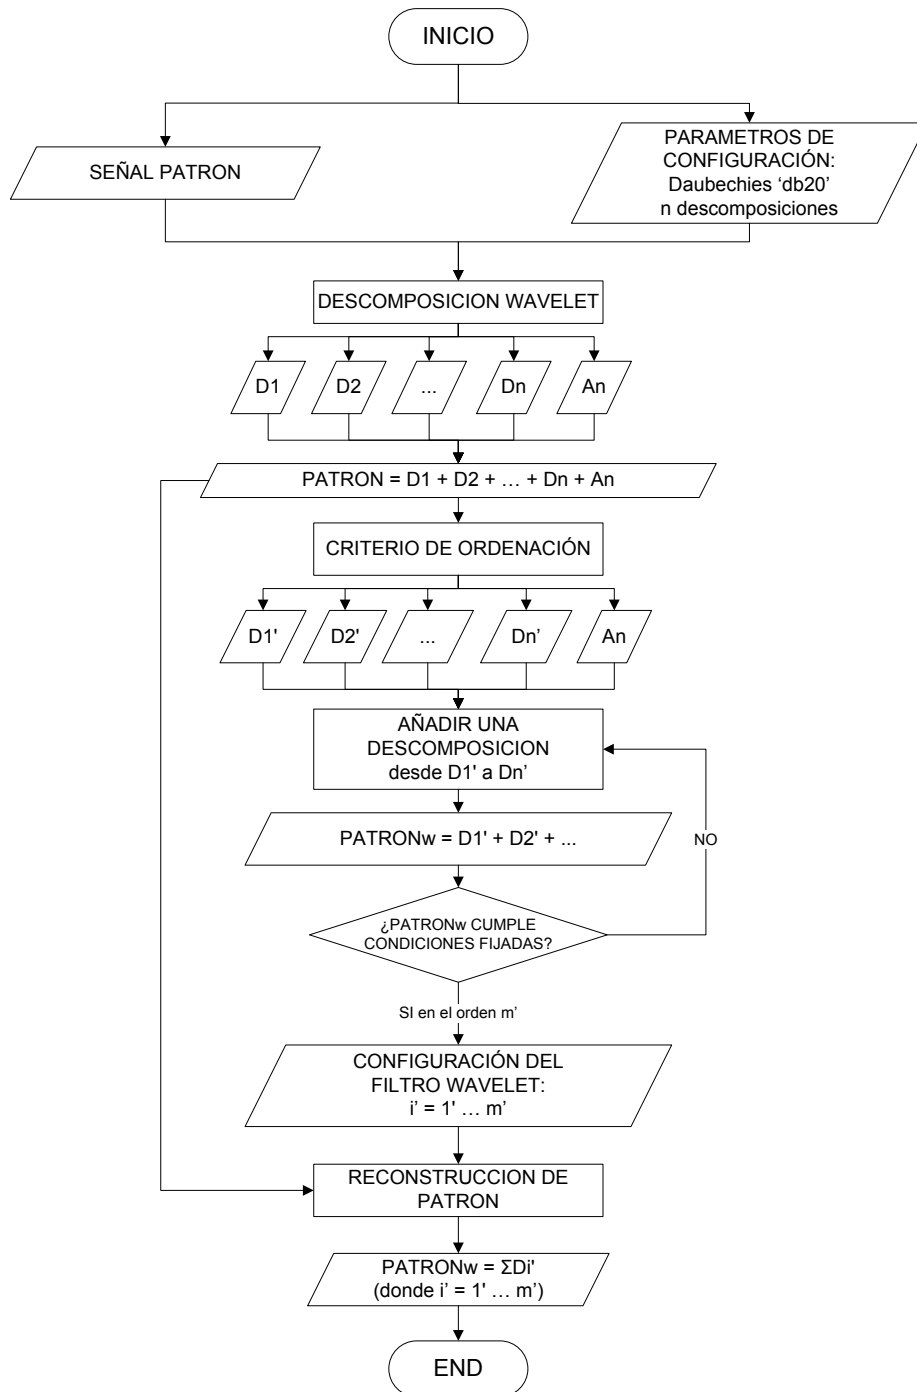 INICIO
SEÑAL PATRON
PARAMETROS DE
CONFIGURACIÓN:
Daubechies ‘db20’
n descomposiciones
DESCOMPOSICION WAVELET
D1
D2
...
Dn
An
PATRON = D1 + D2 + … + Dn + An
CRITERIO DE ORDENACIÓN
D1'
D2'
...
Dn’
An
AÑADIR UNA
DESCOMPOSICION
desde D1' a Dn’
PATRONw = D1' + D2' + ...
NO
¿PATRONw CUMPLE
CONDICIONES FIJADAS?
SI en el orden m’
CONFIGURACIÓN DEL
FILTRO WAVELET:
i’ = 1' … m’
RECONSTRUCCION DE
PATRON
PATRONw = ΣDi'
(donde i’ = 1' … m’)
END